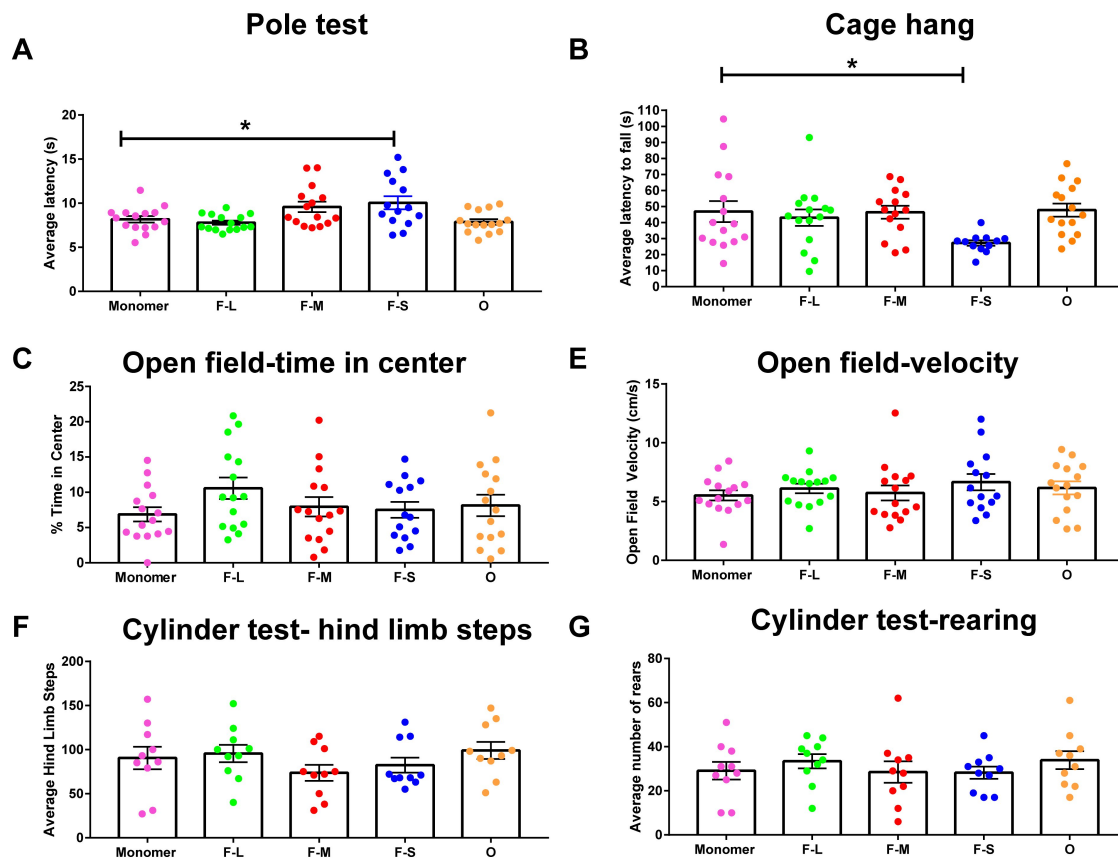 Pole test
Cage hang
A
B
*
*
Average latency (s)
20
15
10
5
0
Monomer F-L F-M F-S O
Average latency to fall (s)
110
100
90
80
70
60
50
40
30
20
10
0
Monomer F-L F-M F-S O
C
Open field-time in center
E
Open field-velocity
% Time in Center
25
20
15
10
5
0
Monomer F-L F-M F-S O
Open Field Velocity (cm/s)
15
10
5
0
Monomer F-L F-M F-S O
F
Cylinder test- hind limb steps
G
Cylinder test-rearing
Average Hind Limb Steps
200
150
100
50
0
Monomer F-L F-M F-S O
Average number of rears
80
60
40
20
0
Monomer F-L F-M F-S O